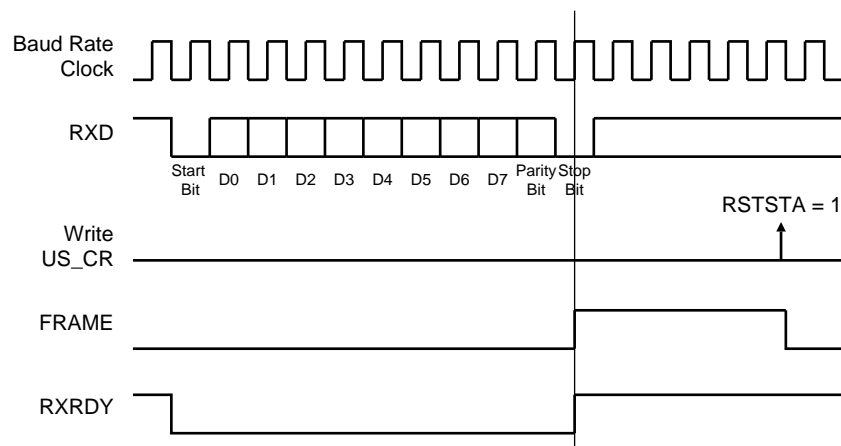 Baud Rate
Clock
RXD
Start
Bit
D0
D1
D2
D3
D4
D5
D6
D7
Parity
Bit
Stop
Bit
RSTSTA = 1
Write
US_CR
FRAME
RXRDY